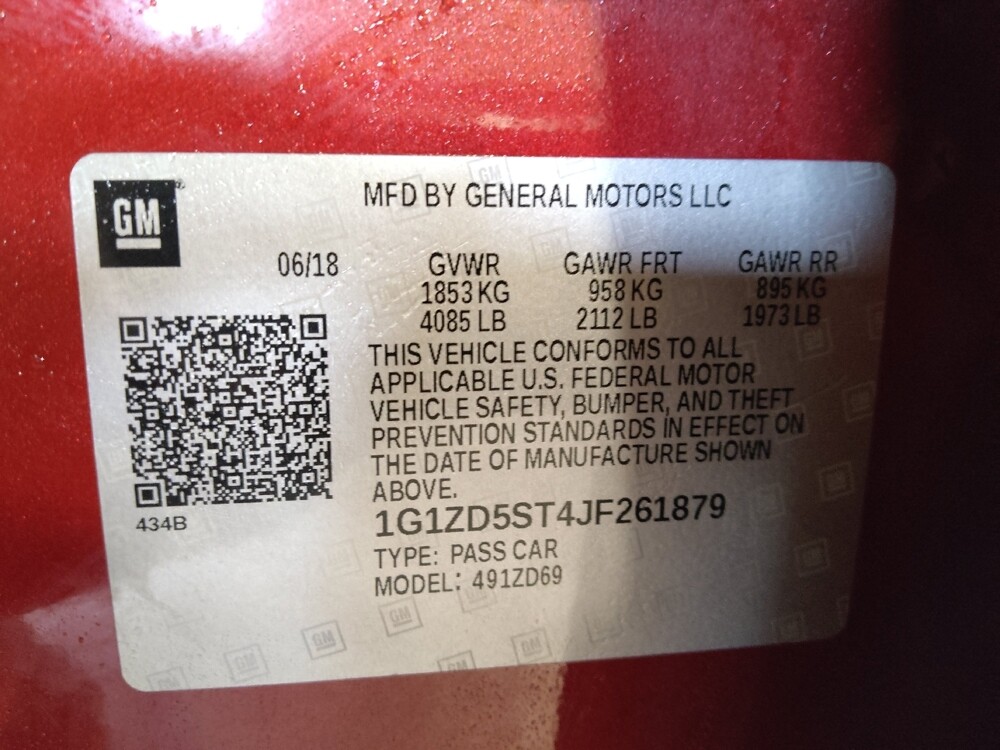 GM
MFD BY GENERAL MOTORS LLC
06/18 GVWR GAWR FRT GAWR RR
1853 KG 958 KG 895 KG
4085 LB 2112 LB 1973 LB
THIS VEHICLE CONFORMS TO ALL
APPLICABLE U.S. FEDERAL MOTOR
VEHICLE SAFETY, BUMPER, AND THEFT
PREVENTION STANDARDS IN EFFECT ON
THE DATE OF MANUFACTURE SHOWN
ABOVE.
434B
1G1ZD5ST4JF261879
TYPE: PASS CAR
MODEL: 491ZD69